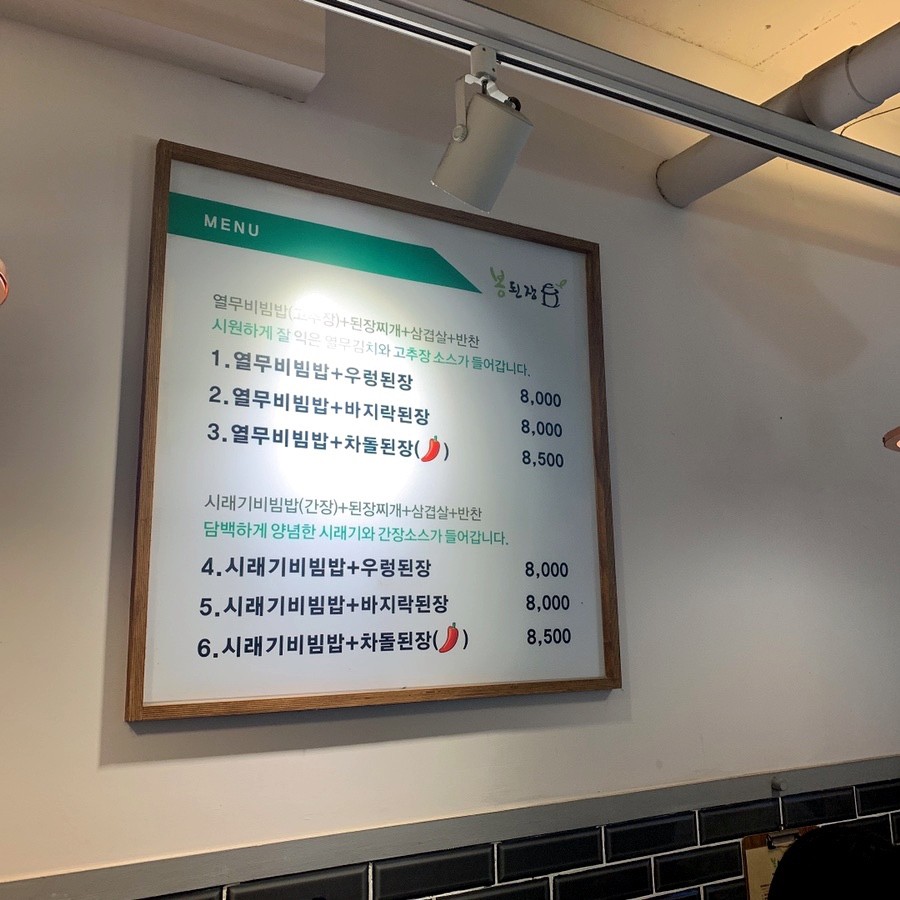 MENU
봉된장
열무비빔밥(고추장)+된장찌개+삼겹살+반찬
시원하게 잘 익은 열무김치와 고추장 소스가 들어갑니다.
1.열무비빔밥+우렁된장 8,000
2.열무비빔밥+바지락된장 8,000
3.열무비빔밥+차돌된장(🌶) 8,500
시래기비빔밥(간장)+된장찌개+삼겹살+반찬
담백하게 양념한 시래기와 간장소스가 들어갑니다.
4.시래기비빔밥+우렁된장 8,000
5.시래기비빔밥+바지락된장 8,000
6.시래기비빔밥+차돌된장(🌶) 8,500